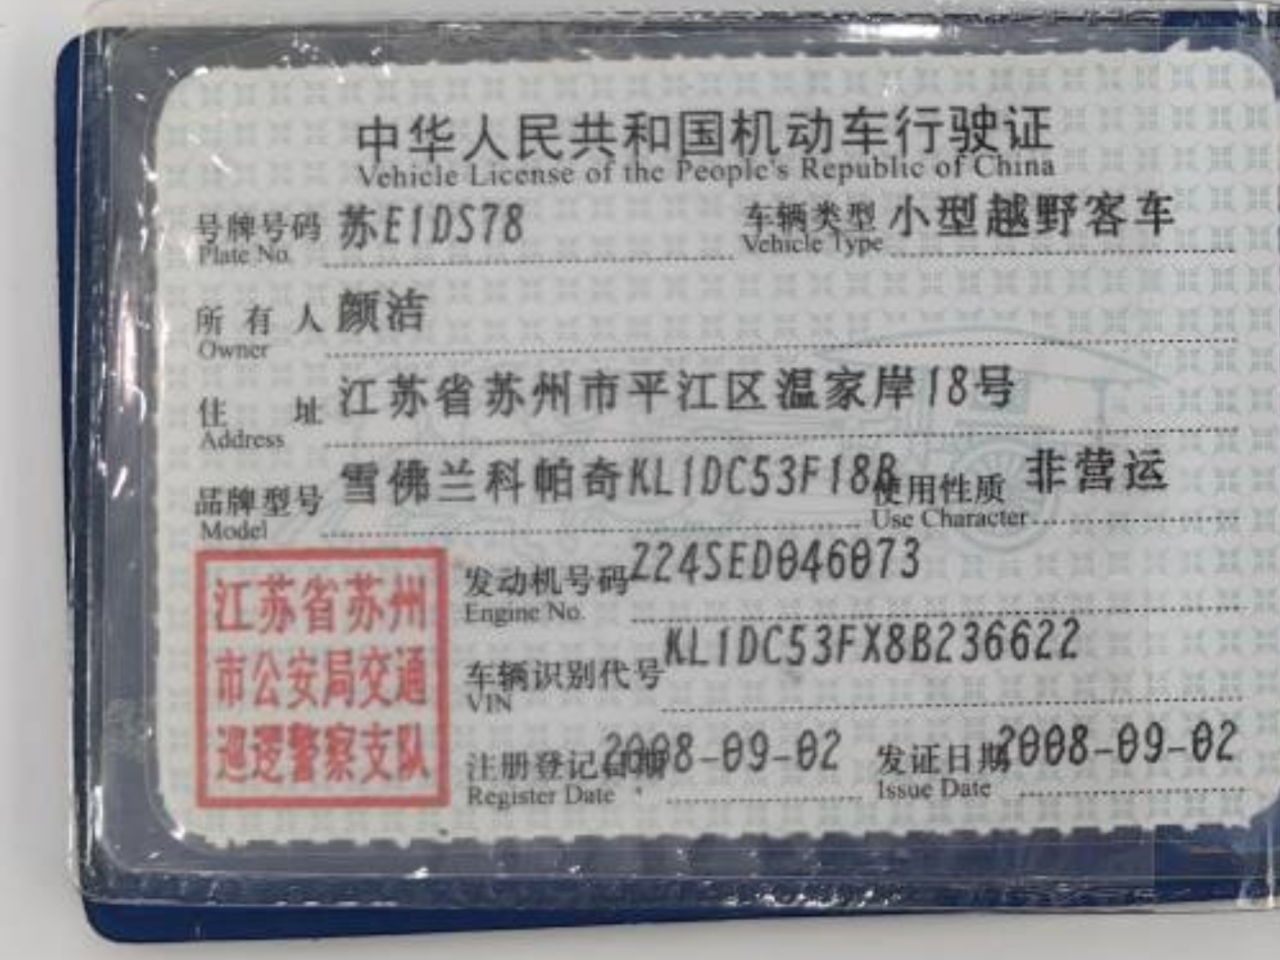 中华人民共和国机动车行驶证
Vehicle License of the People's Republic of China
号牌号码 苏E1DS78 车辆类型 小型越野客车
Plate No. Vehicle Type
所有人 颜洁
Owner
住址 江苏省苏州市平江区温家岸18号
Address
品牌型号 雪佛兰科帕奇KL1DC53F18B 使用性质 非营运
Model Use Character
江苏省苏州
市公安局交通
巡逻警察支队
发动机号码 Z24SED046073
Engine No.
车辆识别代号 KL1DC53FX8B236622
VIN
注册登记日期 2008-09-02 发证日期 2008-09-02
Register Date Issue Date